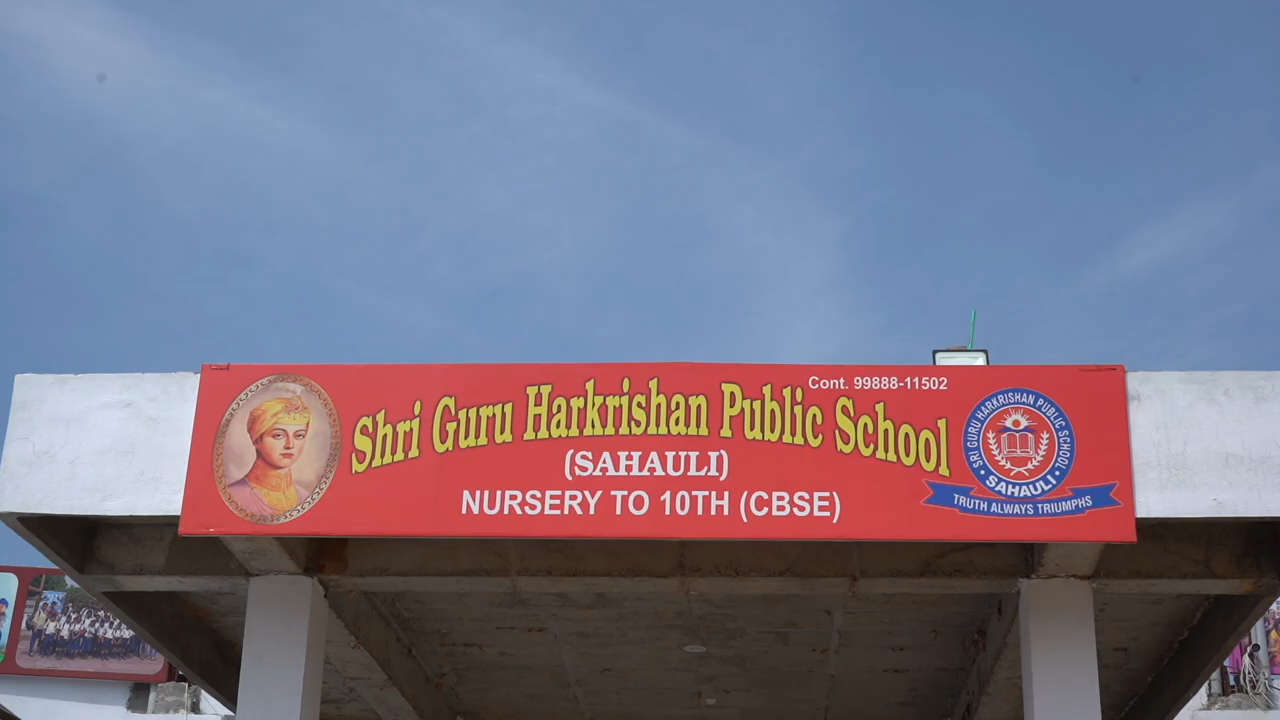 Cont. 99888-11502
Shri Guru Harkrishan Public School
(SAHAULI)
NURSERY TO 10TH (CBSE)
SRI GURU HARKRISHAN PUBLIC SCHOOL
SAHAULI
TRUTH ALWAYS TRIUMPHS